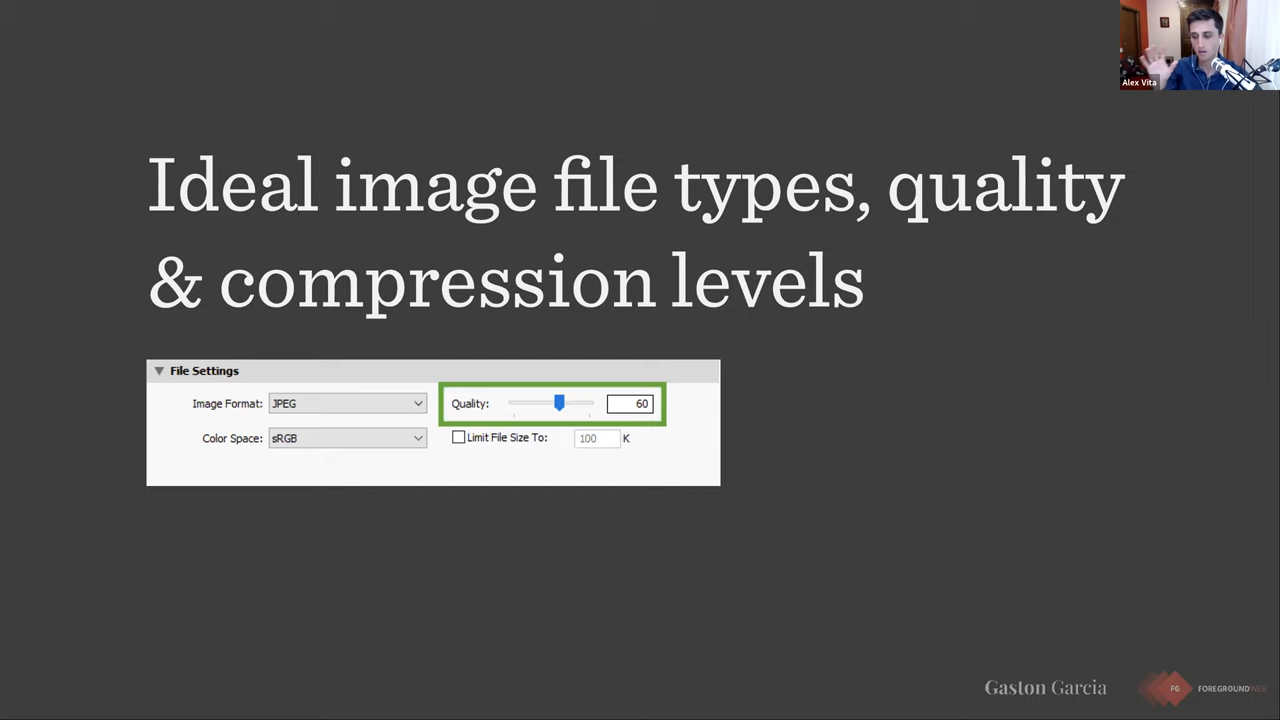 Alex Vita
Ideal image file types, quality
& compression levels
File Settings
Image Format: JPEG
Quality: 60
Color Space: sRGB
Limit File Size To: 100 K
Gaston Garcia
FG FOREGROUNDWEB